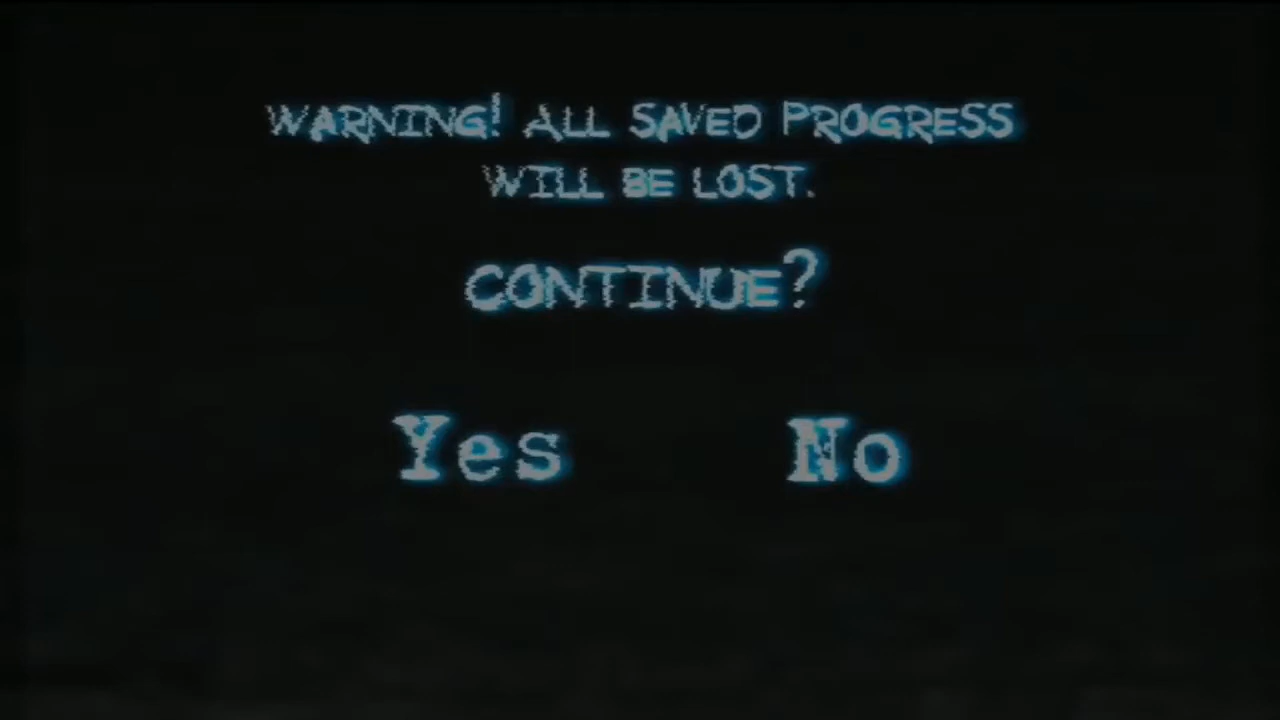 WARNING! ALL SAVED PROGRESS
WILL BE LOST.
CONTINUE?
Yes No